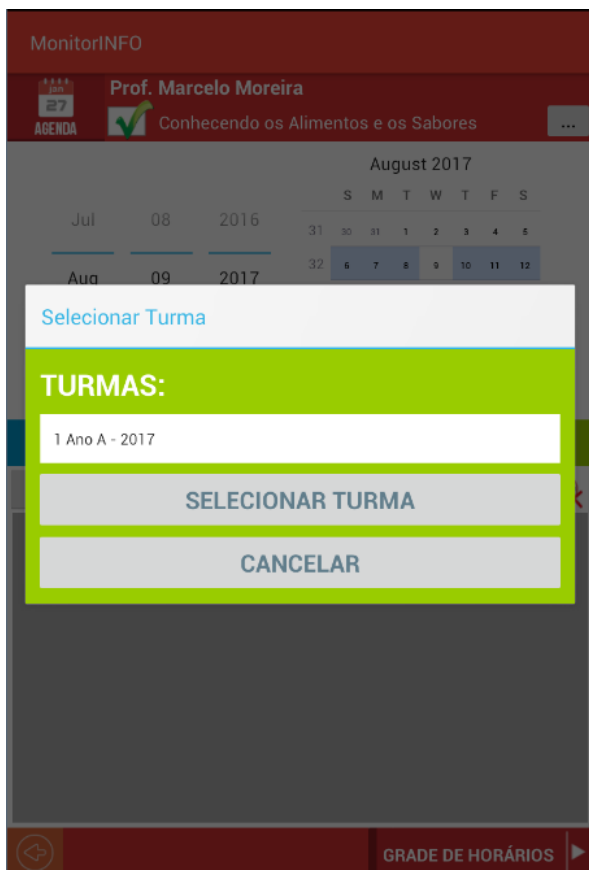 MonitorINFO
jan
27
AGENDA
Prof. Marcelo Moreira
Conhecendo os Alimentos e os Sabores
...
August 2017
S M T W T F S
Jul 08 2016
31 30 31 1 2 3 4 5
32 6 7 8 9 10 11 12
Aug 09 2017
Selecionar Turma
TURMAS:
1 Ano A - 2017
SELECIONAR TURMA
CANCELAR
GRADE DE HORÁRIOS